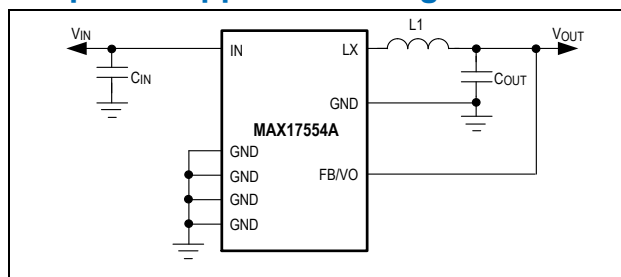 L1
VIN
VOUT
IN
LX
CIN
COUT
GND
MAX17554A
GND
GND
FB/VO
GND
GND